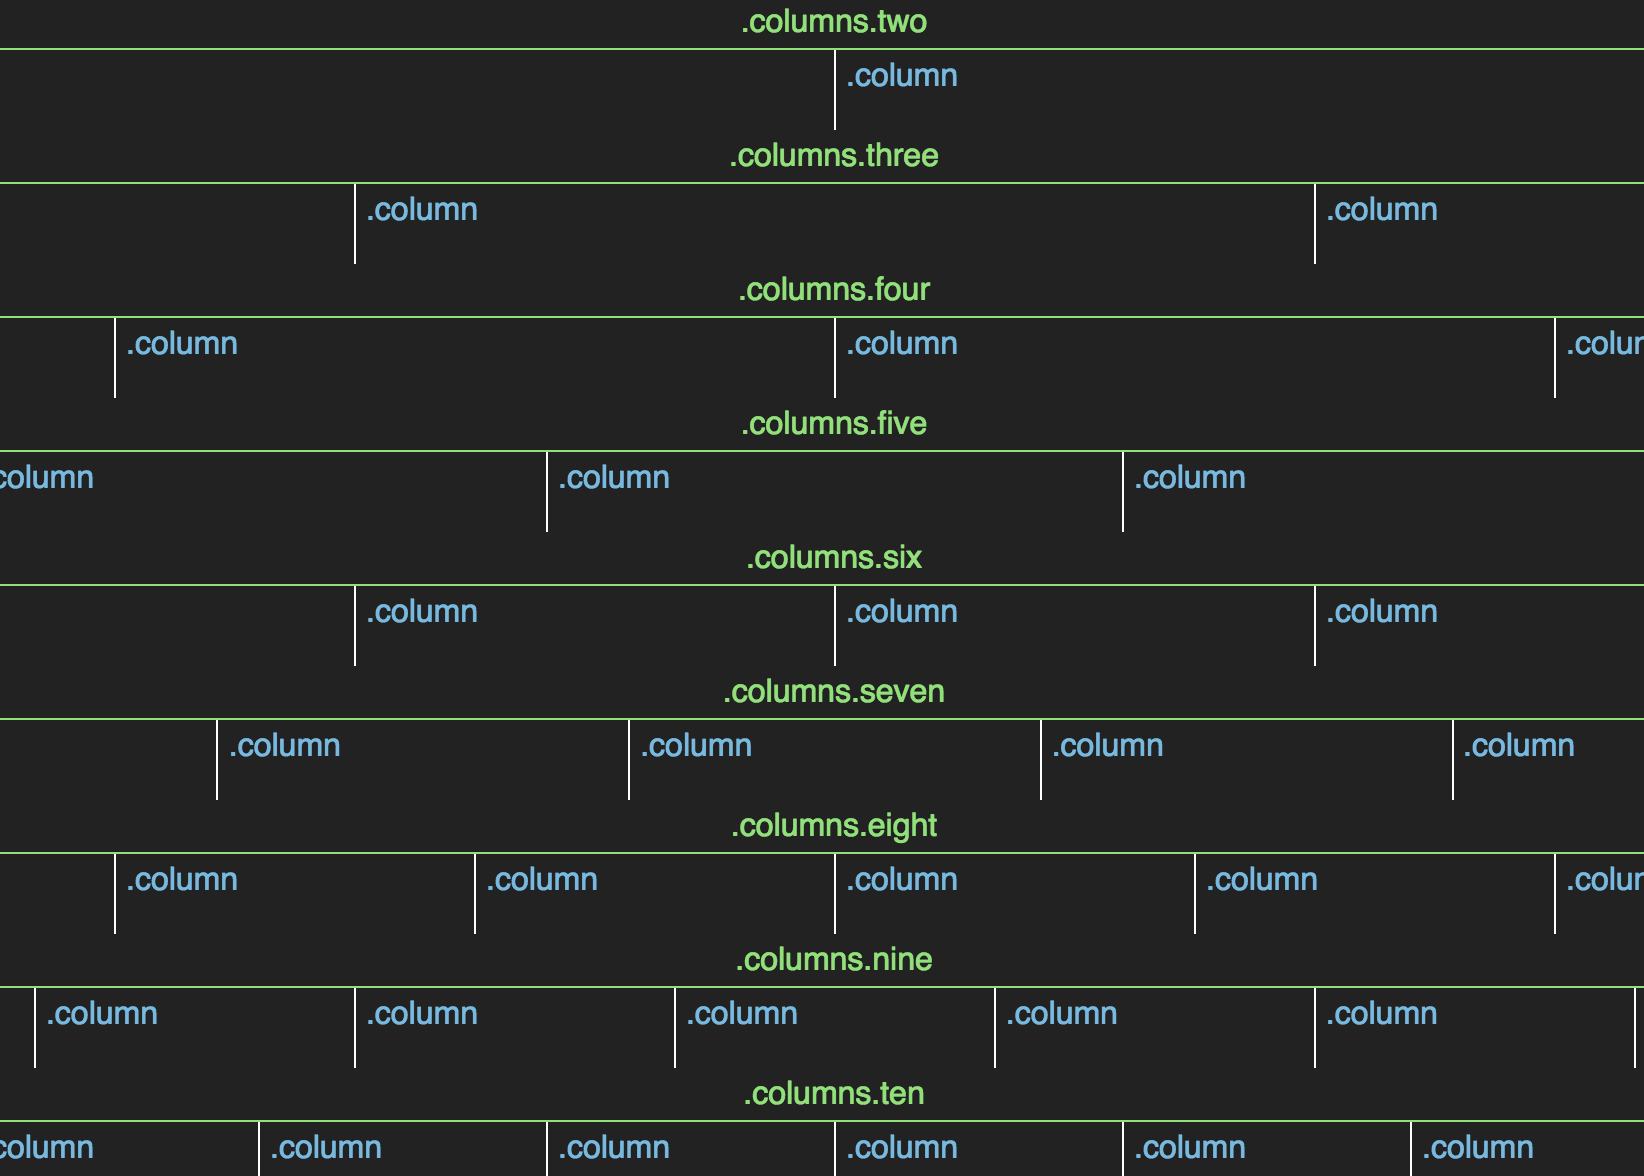 .columns.two
.column
.columns.three
.column .column
.columns.four
.column .column .colum
.columns.five
column .column .column
.columns.six
.column .column .column
.columns.seven
.column .column .column .column
.columns.eight
.column .column .column .column .colum
.columns.nine
.column .column .column .column .column
.columns.ten
column .column .column .column .column .column